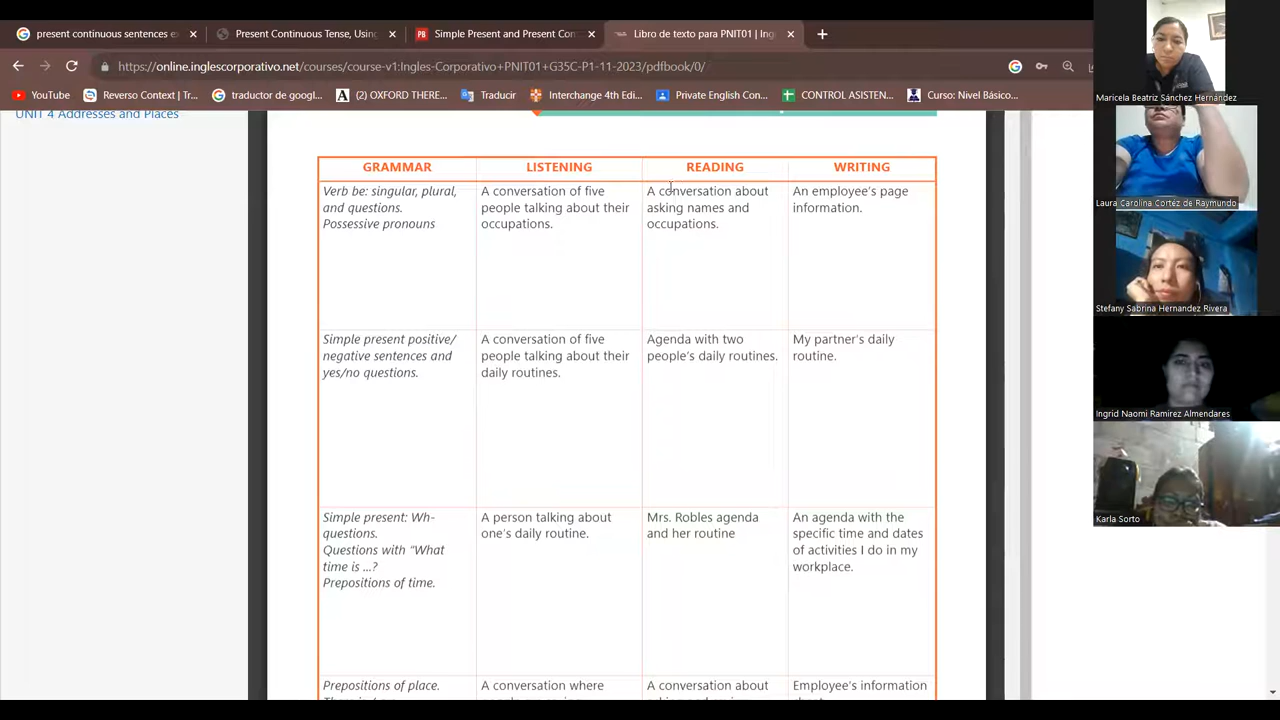 present continuous sentences e
Present Continuous Tense, Usin
Simple Present and Present Con
Libro de texto para PNIT01 | Ing
https://online.inglescorporativo.net/courses/course-v1:Ingles-Corporativo+PNIT01+G35C-P1-11-2023/pdfbook/0/
YouTube
Reverso Context | Tr...
traductor de googl...
(2) OXFORD THERE...
Traducir
Interchange 4th Edi...
Private English Con...
CONTROL ASISTEN...
Curso: Nivel Básico...
UNIT 4 Addresses and Places
GRAMMAR
LISTENING
READING
WRITING
Verb be: singular, plural,
and questions.
Possessive pronouns
A conversation of five
people talking about their
occupations.
A conversation about
asking names and
occupations.
An employee's page
information.
Simple present positive/
negative sentences and
yes/no questions.
A conversation of five
people talking about their
daily routines.
Agenda with two
people's daily routines.
My partner's daily
routine.
Simple present: Wh-
questions.
Questions with "What
time is ...?
Prepositions of time.
A person talking about
one's daily routine.
Mrs. Robles agenda
and her routine
An agenda with the
specific time and dates
of activities I do in my
workplace.
Prepositions of place.
A conversation where
A conversation about
Employee's information
Maricela Beatriz Sánchez Hernández
Laura Carolina Cortez de Raymundo
Stefany Sabrina Hernandez Rivera
Ingrid Naomi Ramirez Almendares
Karla Sorto